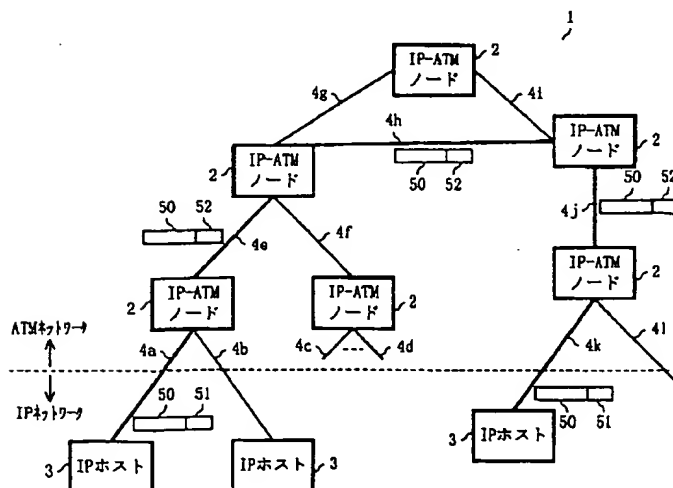 1
IP-ATM
ノード
2
4g
4i
4h
IP-ATM
ノード
2
IP-ATM
ノード
2
50
52
50
52
4j
50
52
4e
4f
IP-ATM
ノード
2
IP-ATM
ノード
2
IP-ATM
ノード
2
ATMネットワーク
4a
4b
4c
4d
4k
4l
IPネットワーク
50
51
50
51
3
IPホスト
IPホスト
3
3
IPホスト